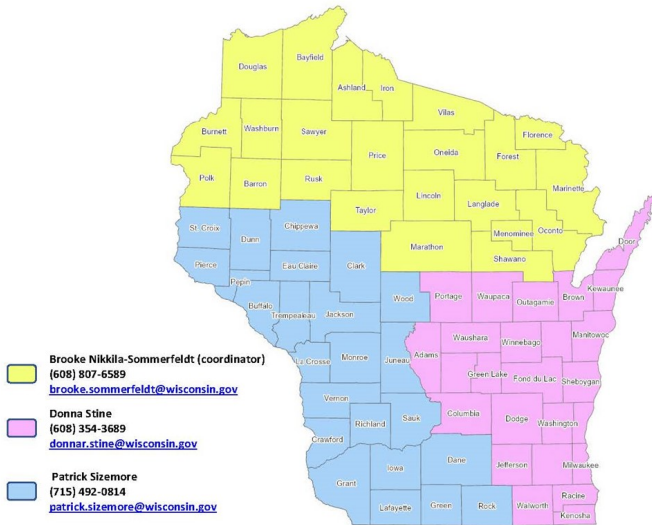 Douglas
Bayfield
Ashland
Iron
Vilas
Florence
Burnett
Washburn
Sawyer
Price
Oneida
Forest
Marinette
Polk
Barron
Rusk
Taylor
Lincoln
Langlade
Menominee
Oconto
Marathon
Shawano
Door
St. Croix
Dunn
Chippewa
Pierce
Pepin
Eau Claire
Clark
Buffalo
Trempealeau
Jackson
Wood
Portage
Waupaca
Outagamie
Brown
Kewaunee
La Crosse
Monroe
Juneau
Adams
Waushara
Winnebago
Manitowoc
Green Lake
Fond du Lac
Sheboygan
Vernon
Richland
Sauk
Columbia
Dodge
Washington
Crawford
Grant
Iowa
Dane
Jefferson
Milwaukee
Lafayette
Green
Rock
Walworth
Racine
Kenosha
Brooke Nikkila-Sommerfeldt (coordinator)
(608) 807-6589
brooke.sommerfeldt@wisconsin.gov
Donna Stine
(608) 354-3689
donnar.stine@wisconsin.gov
Patrick Sizemore
(715) 492-0814
patrick.sizemore@wisconsin.gov